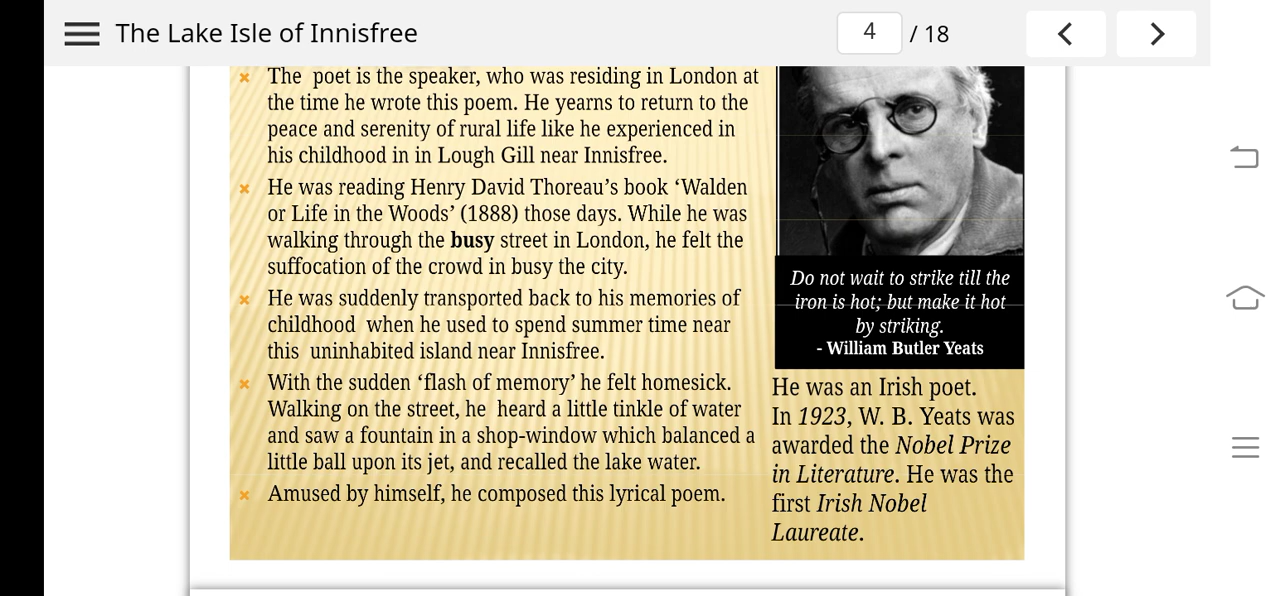 The Lake Isle of Innisfree
4 / 18
The poet is the speaker, who was residing in London at
the time he wrote this poem. He yearns to return to the
peace and serenity of rural life like he experienced in
his childhood in in Lough Gill near Innisfree.
He was reading Henry David Thoreau's book ‘Walden
or Life in the Woods’ (1888) those days. While he was
walking through the busy street in London, he felt the
suffocation of the crowd in busy the city.
He was suddenly transported back to his memories of
childhood when he used to spend summer time near
this uninhabited island near Innisfree.
With the sudden ‘flash of memory’ he felt homesick.
Walking on the street, he heard a little tinkle of water
and saw a fountain in a shop-window which balanced a
little ball upon its jet, and recalled the lake water.
Amused by himself, he composed this lyrical poem.
Do not wait to strike till the
iron is hot; but make it hot
by striking.
- William Butler Yeats
He was an Irish poet.
In 1923, W. B. Yeats was
awarded the Nobel Prize
in Literature. He was the
first Irish Nobel
Laureate.